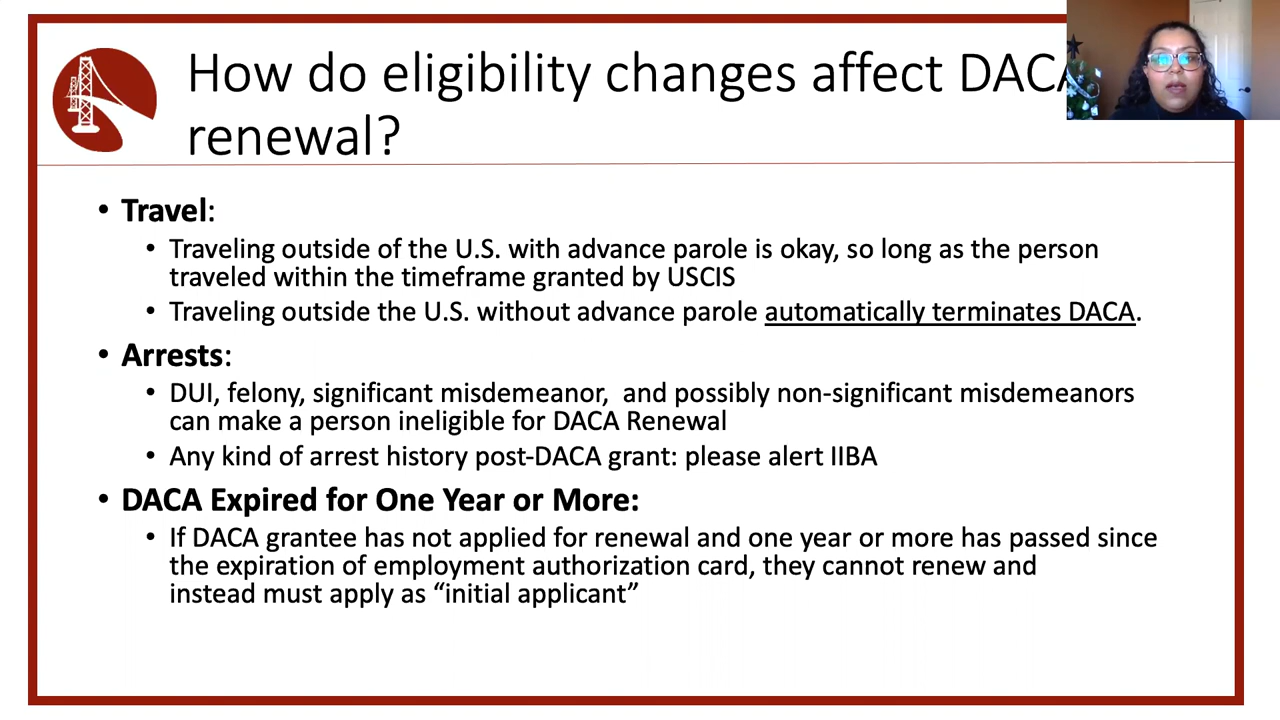 How do eligibility changes affect DACA
renewal?
• Travel:
• Traveling outside of the U.S. with advance parole is okay, so long as the person
traveled within the timeframe granted by USCIS
• Traveling outside the U.S. without advance parole automatically terminates DACA.
• Arrests:
• DUI, felony, significant misdemeanor,  and possibly non-significant misdemeanors
can make a person ineligible for DACA Renewal
• Any kind of arrest history post-DACA grant: please alert IIBA
• DACA Expired for One Year or More:
• If DACA grantee has not applied for renewal and one year or more has passed since
the expiration of employment authorization card, they cannot renew and
instead must apply as “initial applicant”